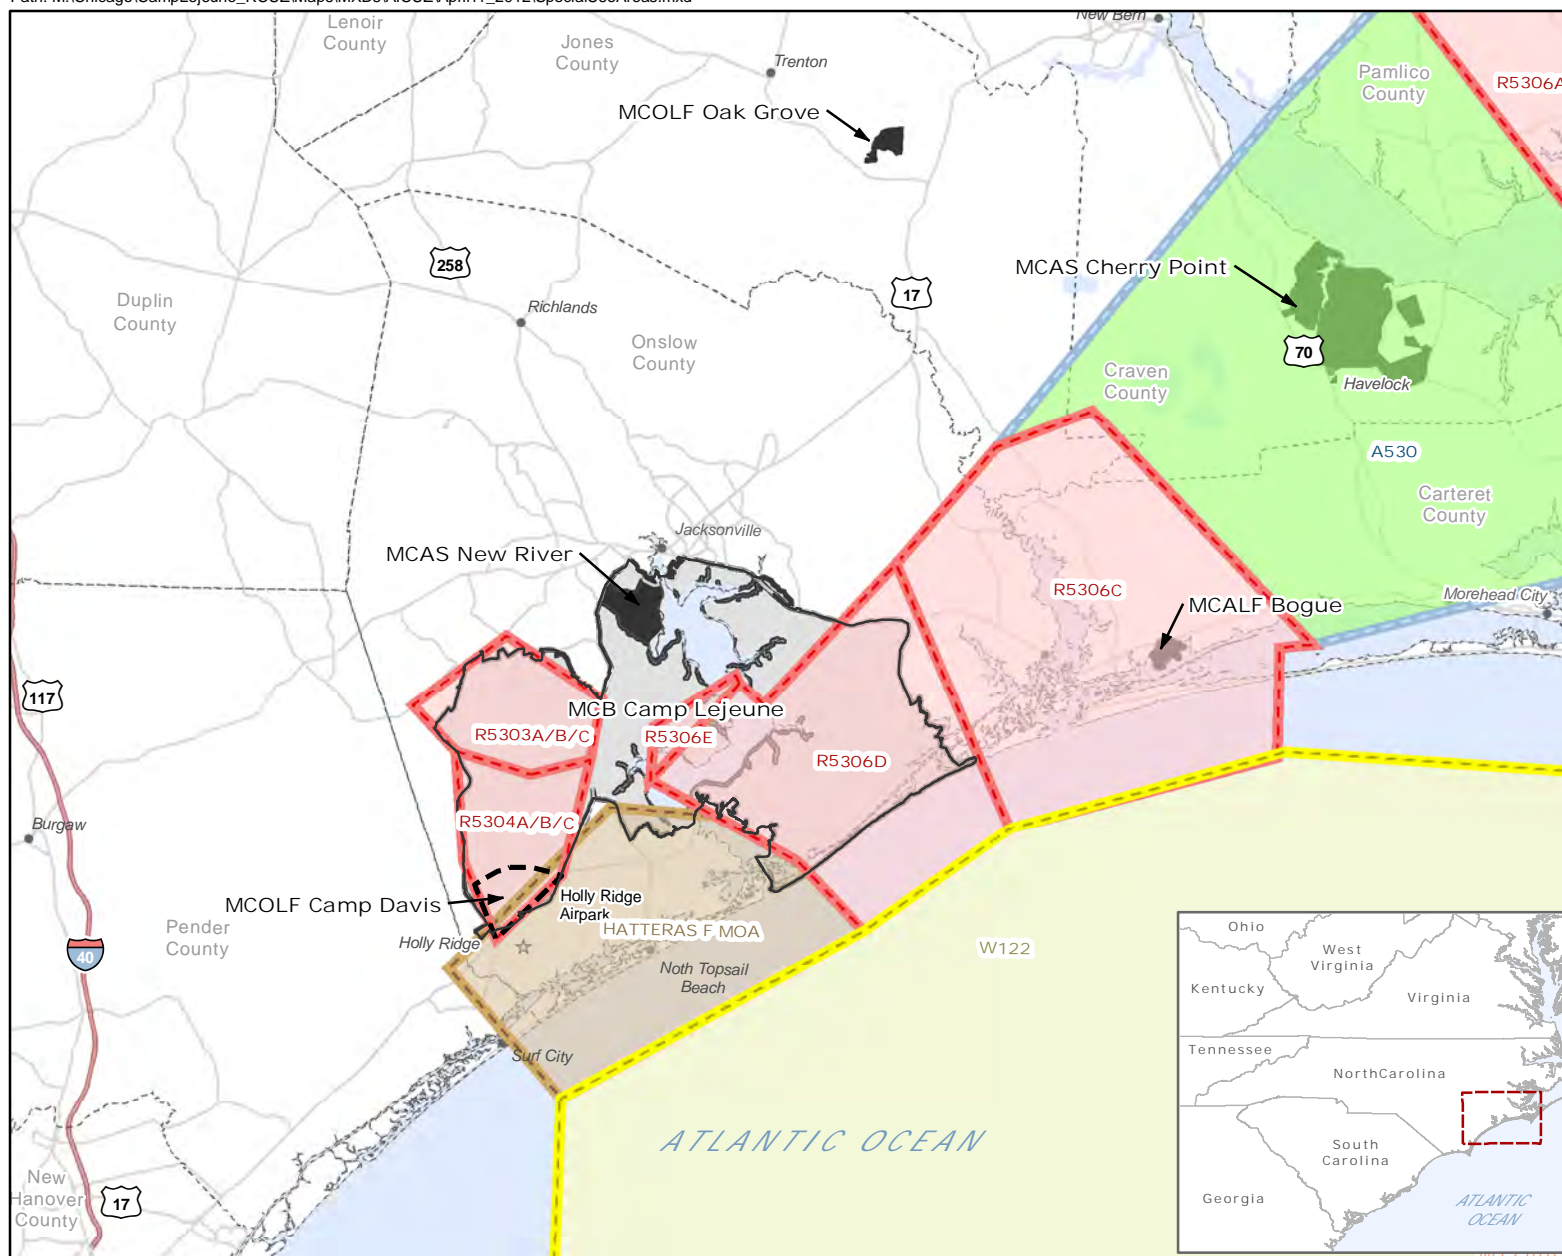 Lenoir
County
Jones
County
New Bern
Trenton
Pamlico
County
R5306A
MCOLF Oak Grove
258
17
MCAS Cherry Point
Duplin
County
Richlands
Onslow
County
70
Havelock
Craven
County
A530
Carteret
County
Jacksonville
MCAS New River
R5306C
MCALF Bogue
Morehead City
117
MCB Camp Lejeune
R5303A/B/C
R5306E
R5306D
R5304A/B/C
Burgaw
MCOLF Camp Davis
Holly Ridge
Airpark
Pender
County
Holly Ridge
HATTERAS F MOA
W122
40
Noth Topsail
Beach
Surf City
ATLANTIC OCEAN
New
Hanover
County
17
Ohio
West
Virginia
Kentucky
Virginia
Tennessee
NorthCarolina
South
Carolina
Georgia
ATLANTIC
OCEAN